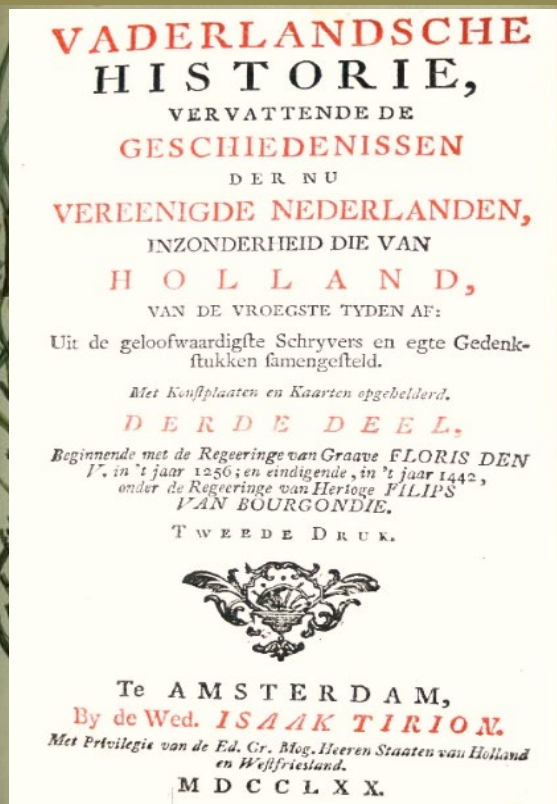 VADERLANDSCHE
HISTORIE,
VERVATTENDE DE
GESCHIEDENISSEN
DER NU
VEREENIGDE NEDERLANDEN,
INZONDERHEID DIE VAN
HOLLAND,
VAN DE VROEGSTE TYDEN AF:
Uit de geloofwaardigſte Schryvers en egte Gedenk-
ſtukken ſamengeſteld.
Met Konſtplaaten en Kaarten opgehelderd.
DERDE DEEL,
Beginnende met de Regeeringe van Graave FLORIS DEN
V. in 't jaar 1256; en eindigende, in 't jaar 1442,
onder de Regeeringe van Hertoge FILIPS
VAN BOURGONDIE.
TWEEDE DRUK.
Te AMSTERDAM,
By de Wed. ISAAK TIRION.
Met Privilegie van de Ed. Gr. Mog. Heeren Staaten van Holland
en Weſtfriesland.
MDCCLXX.